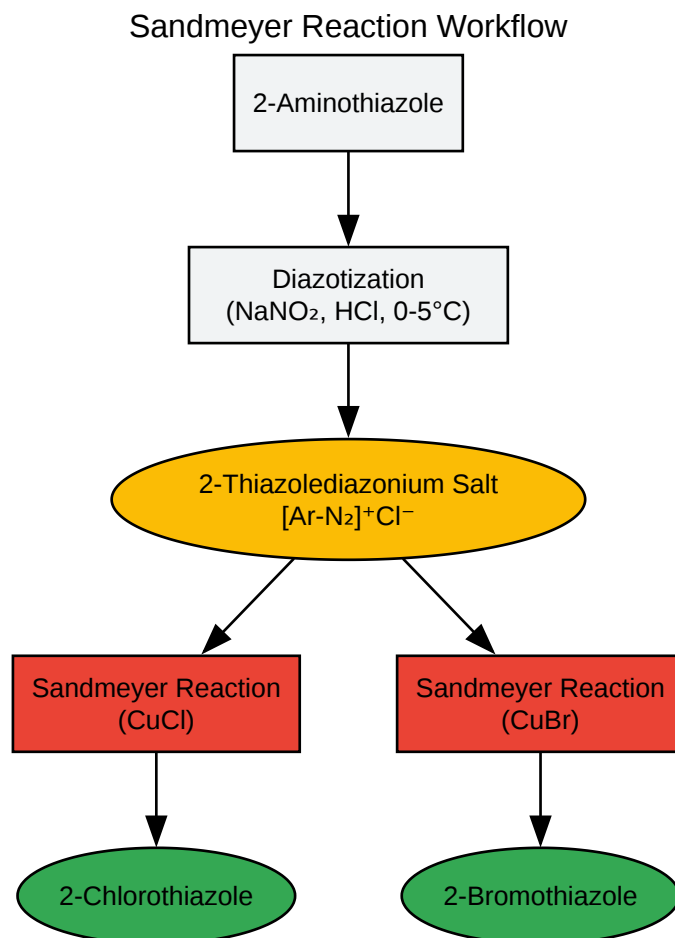 Sandmeyer Reaction Workflow
2-Aminothiazole
Diazotization
(NaNO₂, HCl, 0-5°C)
2-Thiazolediazonium Salt
[Ar-N₂]⁺Cl⁻
Sandmeyer Reaction
(CuCl)
Sandmeyer Reaction
(CuBr)
2-Chlorothiazole
2-Bromothiazole